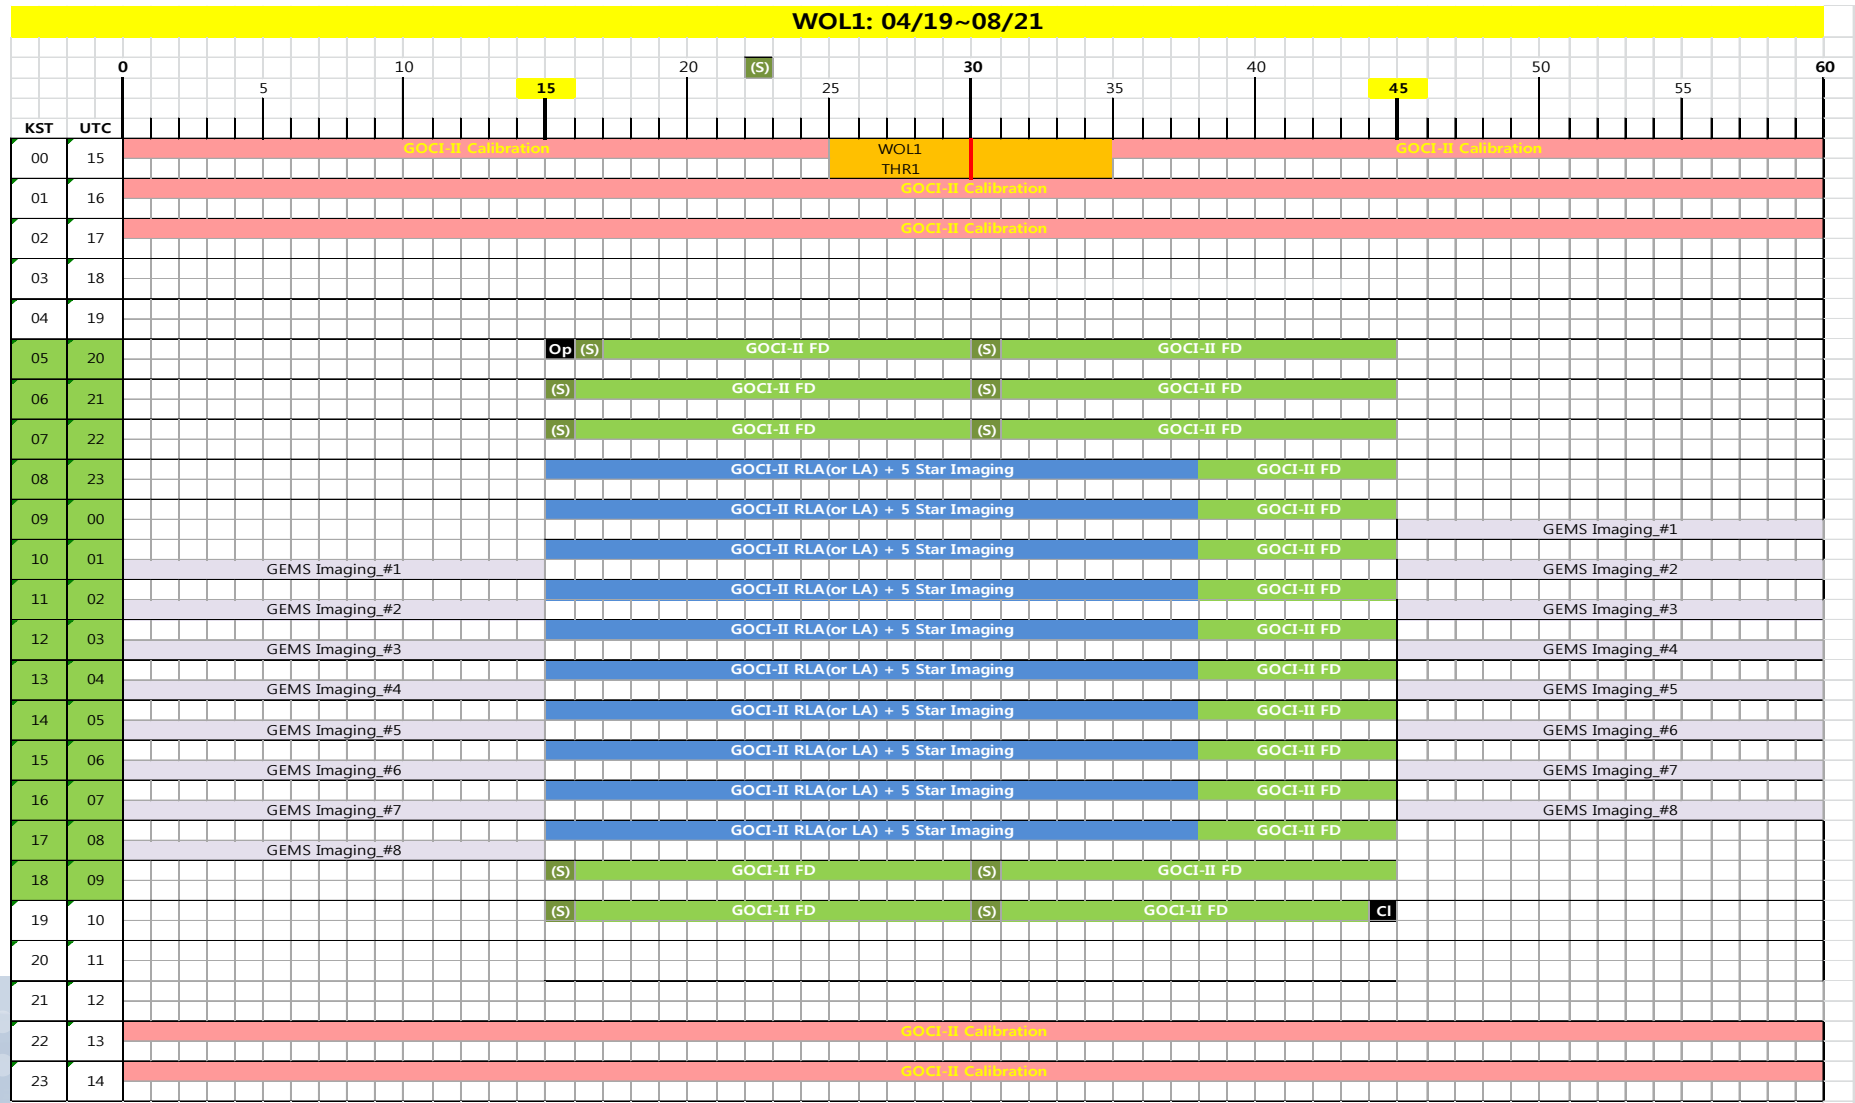 WOL1: 04/19~08/21
0 10 20 (S) 30 40 50 60
5 15 25 35 45 55
KST UTC
00 15 GOCI-II Calibration WOL1 GOCI-II Calibration
THR1
01 16 GOCI-II Calibration
02 17 GOCI-II Calibration
03 18
04 19
05 20 Op (S) GOCI-II FD (S) GOCI-II FD
06 21 (S) GOCI-II FD (S) GOCI-II FD
07 22 (S) GOCI-II FD (S) GOCI-II FD
08 23 GOCI-II RLA(or LA) + 5 Star Imaging GOCI-II FD
09 00 GOCI-II RLA(or LA) + 5 Star Imaging GOCI-II FD
GEMS Imaging_#1
10 01 GOCI-II RLA(or LA) + 5 Star Imaging GOCI-II FD
GEMS Imaging_#1 GEMS Imaging_#2
11 02 GOCI-II RLA(or LA) + 5 Star Imaging GOCI-II FD
GEMS Imaging_#2 GEMS Imaging_#3
12 03 GOCI-II RLA(or LA) + 5 Star Imaging GOCI-II FD
GEMS Imaging_#3 GEMS Imaging_#4
13 04 GOCI-II RLA(or LA) + 5 Star Imaging GOCI-II FD
GEMS Imaging_#4 GEMS Imaging_#5
14 05 GOCI-II RLA(or LA) + 5 Star Imaging GOCI-II FD
GEMS Imaging_#5 GEMS Imaging_#6
15 06 GOCI-II RLA(or LA) + 5 Star Imaging GOCI-II FD
GEMS Imaging_#6 GEMS Imaging_#7
16 07 GOCI-II RLA(or LA) + 5 Star Imaging GOCI-II FD
GEMS Imaging_#7 GEMS Imaging_#8
17 08 GOCI-II RLA(or LA) + 5 Star Imaging GOCI-II FD
GEMS Imaging_#8
18 09 (S) GOCI-II FD (S) GOCI-II FD
19 10 (S) GOCI-II FD (S) GOCI-II FD Cl
20 11
21 12
22 13 GOCI-II Calibration
23 14 GOCI-II Calibration